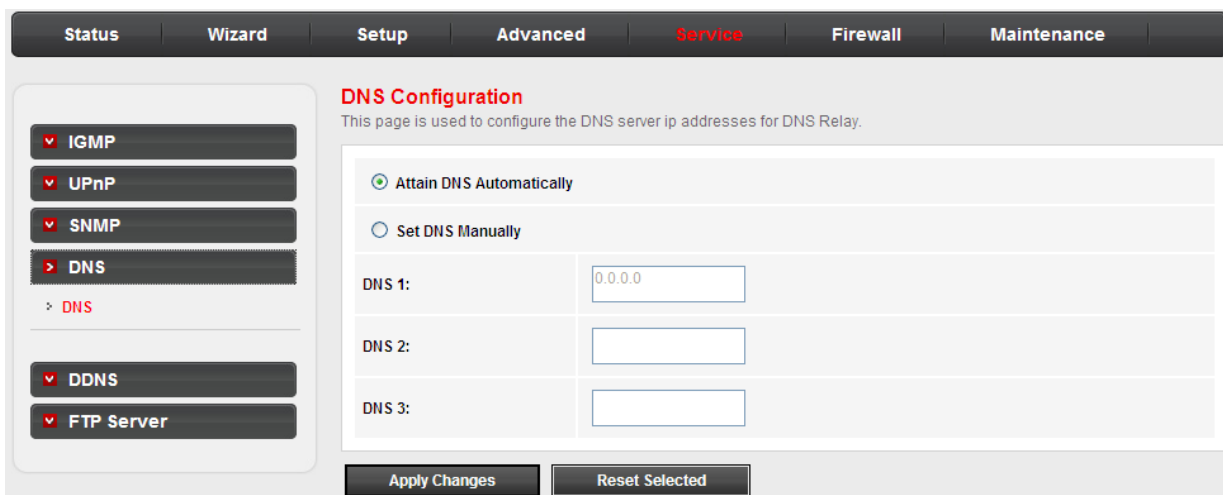 Status Wizard Setup Advanced Service Firewall Maintenance
IGMP
UPnP
SNMP
DNS
DNS
DDNS
FTP Server
DNS Configuration
This page is used to configure the DNS server ip addresses for DNS Relay.
Attain DNS Automatically
Set DNS Manually
DNS 1: 0.0.0.0
DNS 2:
DNS 3:
Apply Changes Reset Selected